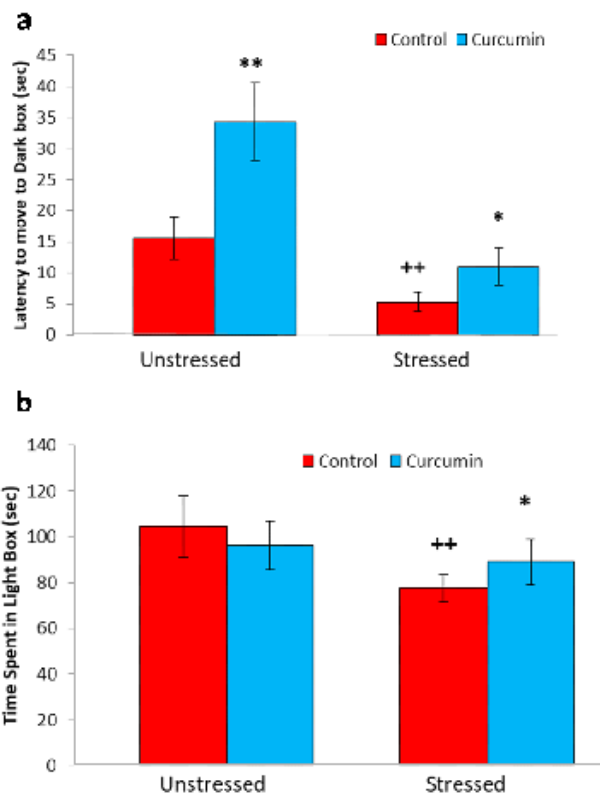 a
Control Curcumin
Latency to move to Dark box (sec)
45
40
35
30
25
20
15
10
5
0
**
++
*
Unstressed Stressed
b
Control Curcumin
Time Spent in Light Box (sec)
140
120
100
80
60
40
20
0
++
*
Unstressed Stressed